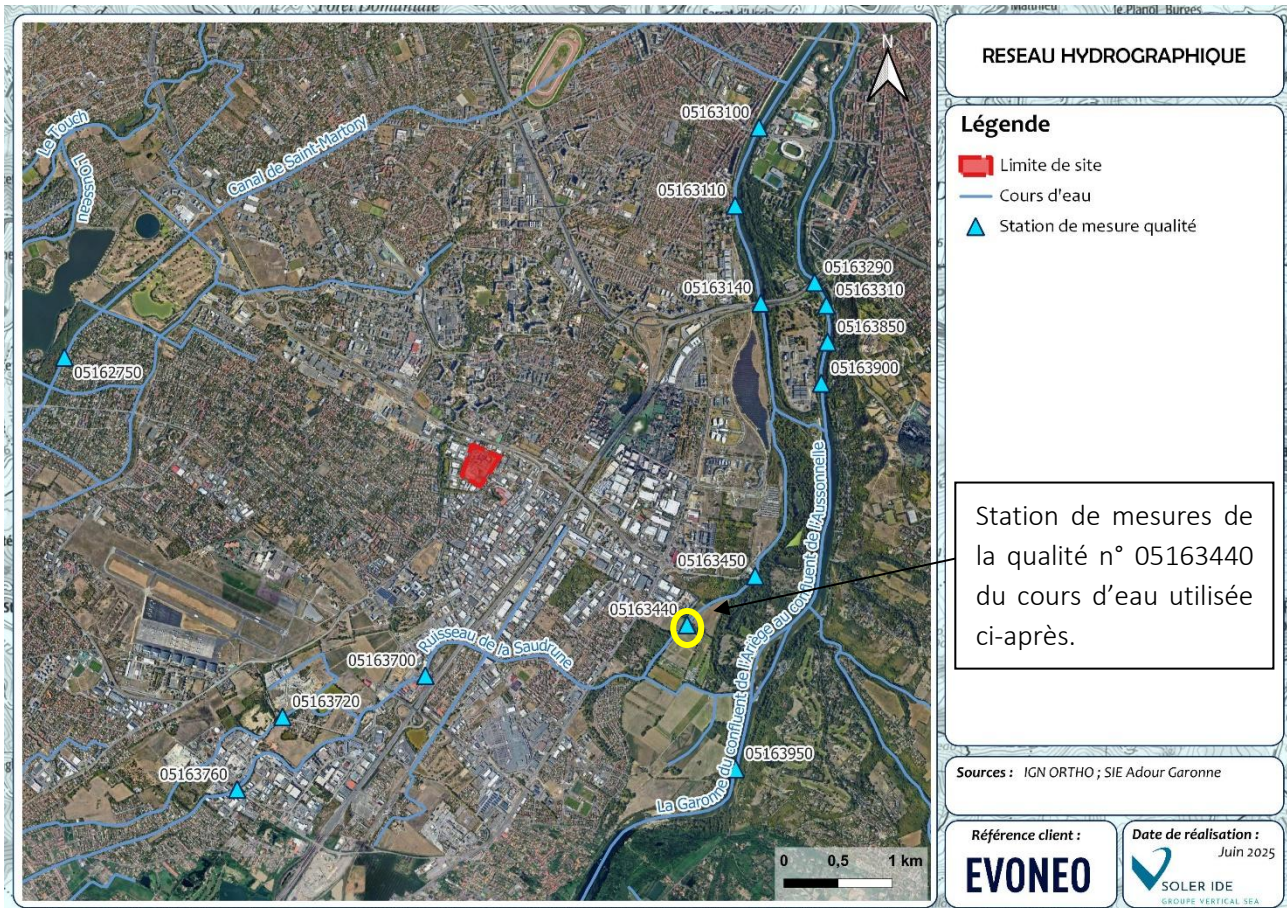 RESEAU HYDROGRAPHIQUE
Légende
Limite de site
Cours d'eau
Station de mesure qualité
N
Le Touch
L'Ousseau
Canal de Saint-Martory
05163100
05163110
05163290
05163140
05163310
05163850
05162750
05163900
05163450
05163440
Ruisseau de la Saudrune
05163700
05163720
05163760
05163950
La Garonne du confluent de l'Ariège au confluent de l'Aussonnelle
Station de mesures de
la qualité n° 05163440
du cours d'eau utilisée
ci-après.
0 0,5 1 km
Sources : IGN ORTHO ; SIE Adour Garonne
Référence client :
EVONEO
Date de réalisation :
Juin 2025
SOLER IDE
GROUPE VERTICAL SEA